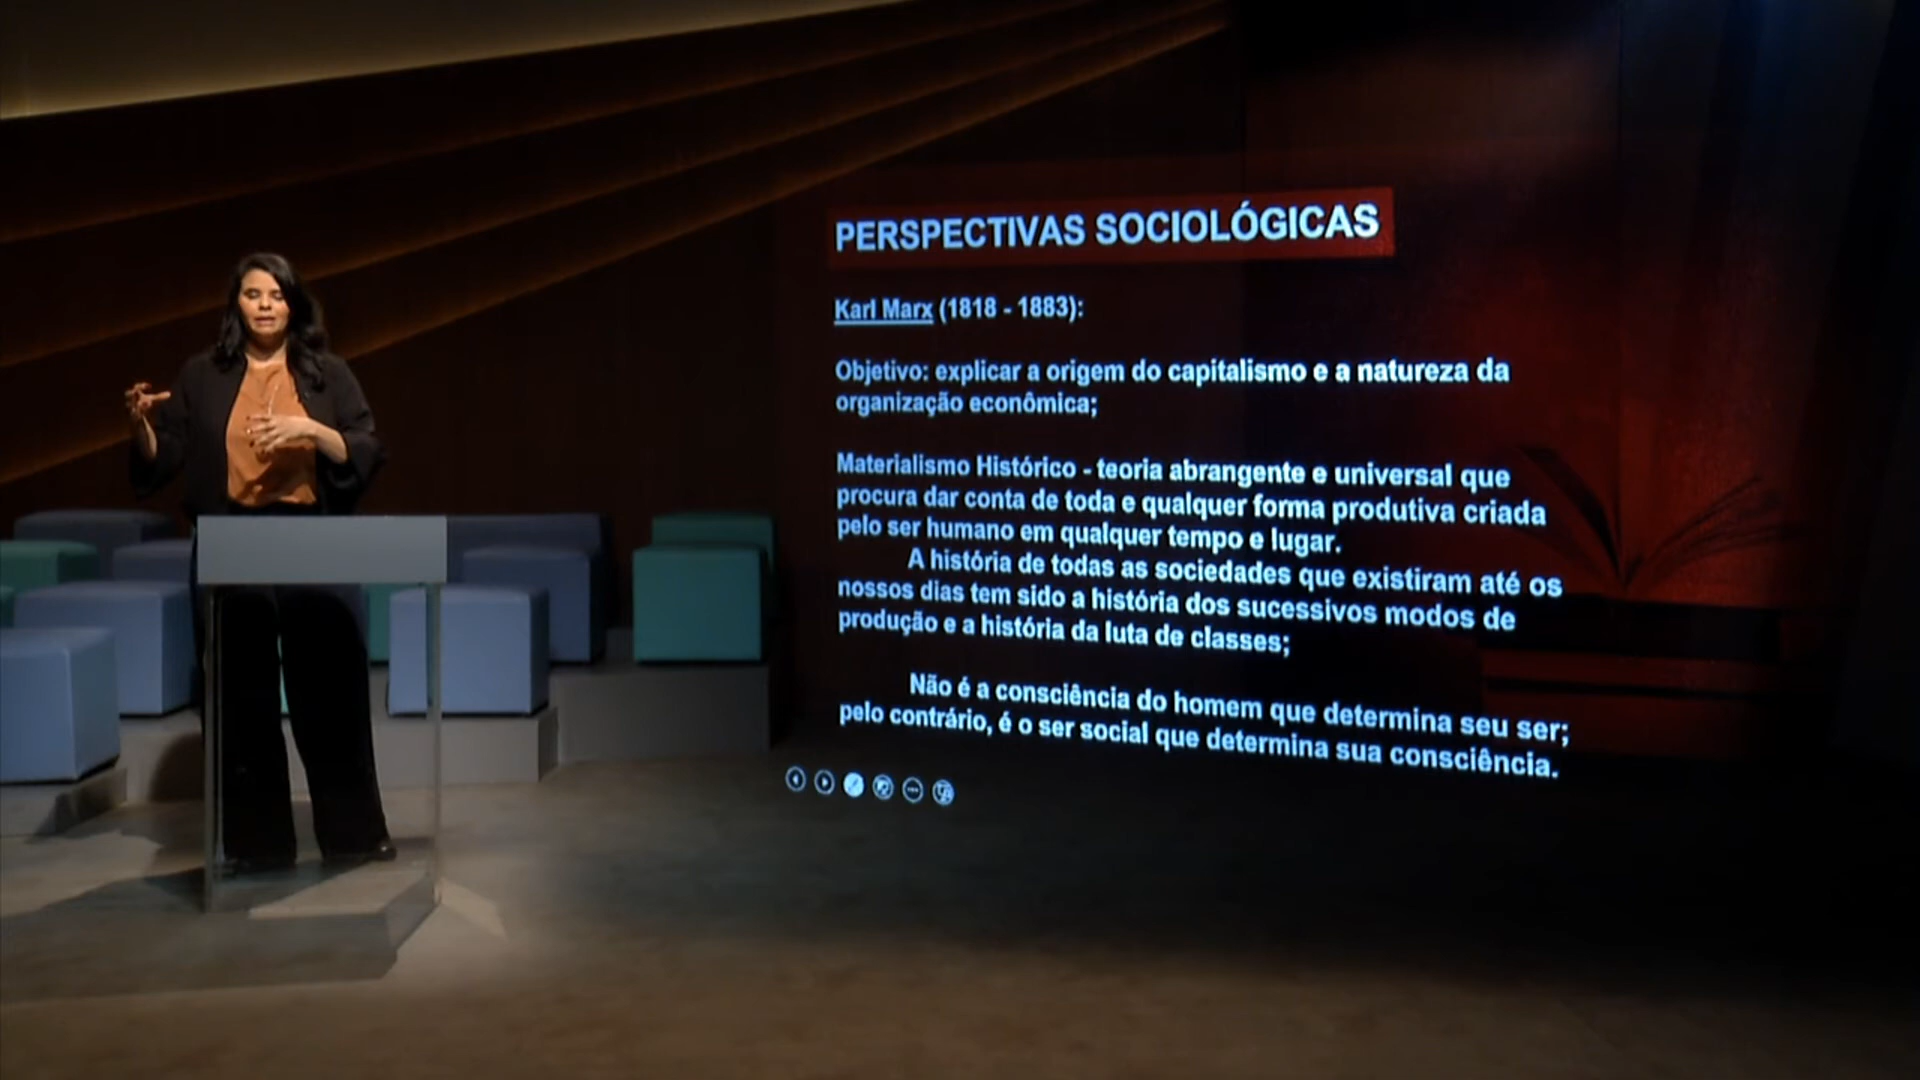 PERSPECTIVAS SOCIOLÓGICAS
Karl Marx (1818 - 1883):
Objetivo: explicar a origem do capitalismo e a natureza da
organização econômica;
Materialismo Histórico - teoria abrangente e universal que
procura dar conta de toda e qualquer forma produtiva criada
pelo ser humano em qualquer tempo e lugar.
A história de todas as sociedades que existiram até os
nossos dias tem sido a história dos sucessivos modos de
produção e a história da luta de classes;
Não é a consciência do homem que determina seu ser;
pelo contrário, é o ser social que determina sua consciência.